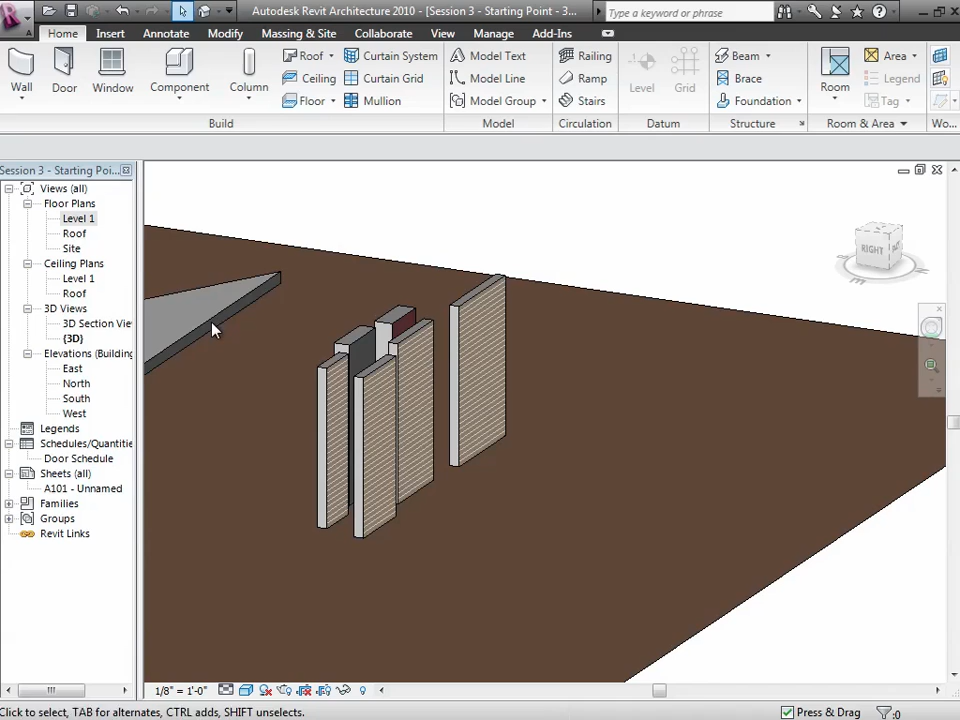 Autodesk Revit Architecture 2010 - [Session 3 - Starting Point - 3...
Type a keyword or phrase
Home Insert Annotate Modify Massing & Site Collaborate View Manage Add-Ins
Wall
Door
Window
Component
Column
Roof
Ceiling
Floor
Curtain System
Curtain Grid
Mullion
Model Text
Model Line
Model Group
Railing
Ramp
Stairs
Level
Grid
Beam
Brace
Foundation
Room
Area
Legend
Tag
Build Model Circulation Datum Structure Room & Area Wo...
Session 3 - Starting Poi...
Views (all)
Floor Plans
Level 1
Roof
Site
Ceiling Plans
Level 1
Roof
3D Views
3D Section Vie
(3D)
Elevations (Building
East
North
South
West
Legends
Schedules/Quantitie
Door Schedule
Sheets (all)
A101 - Unnamed
Families
Groups
Revit Links
RIGHT
1/8" = 1'-0"
Click to select, TAB for alternates, CTRL adds, SHIFT unselects.
Press & Drag
:0